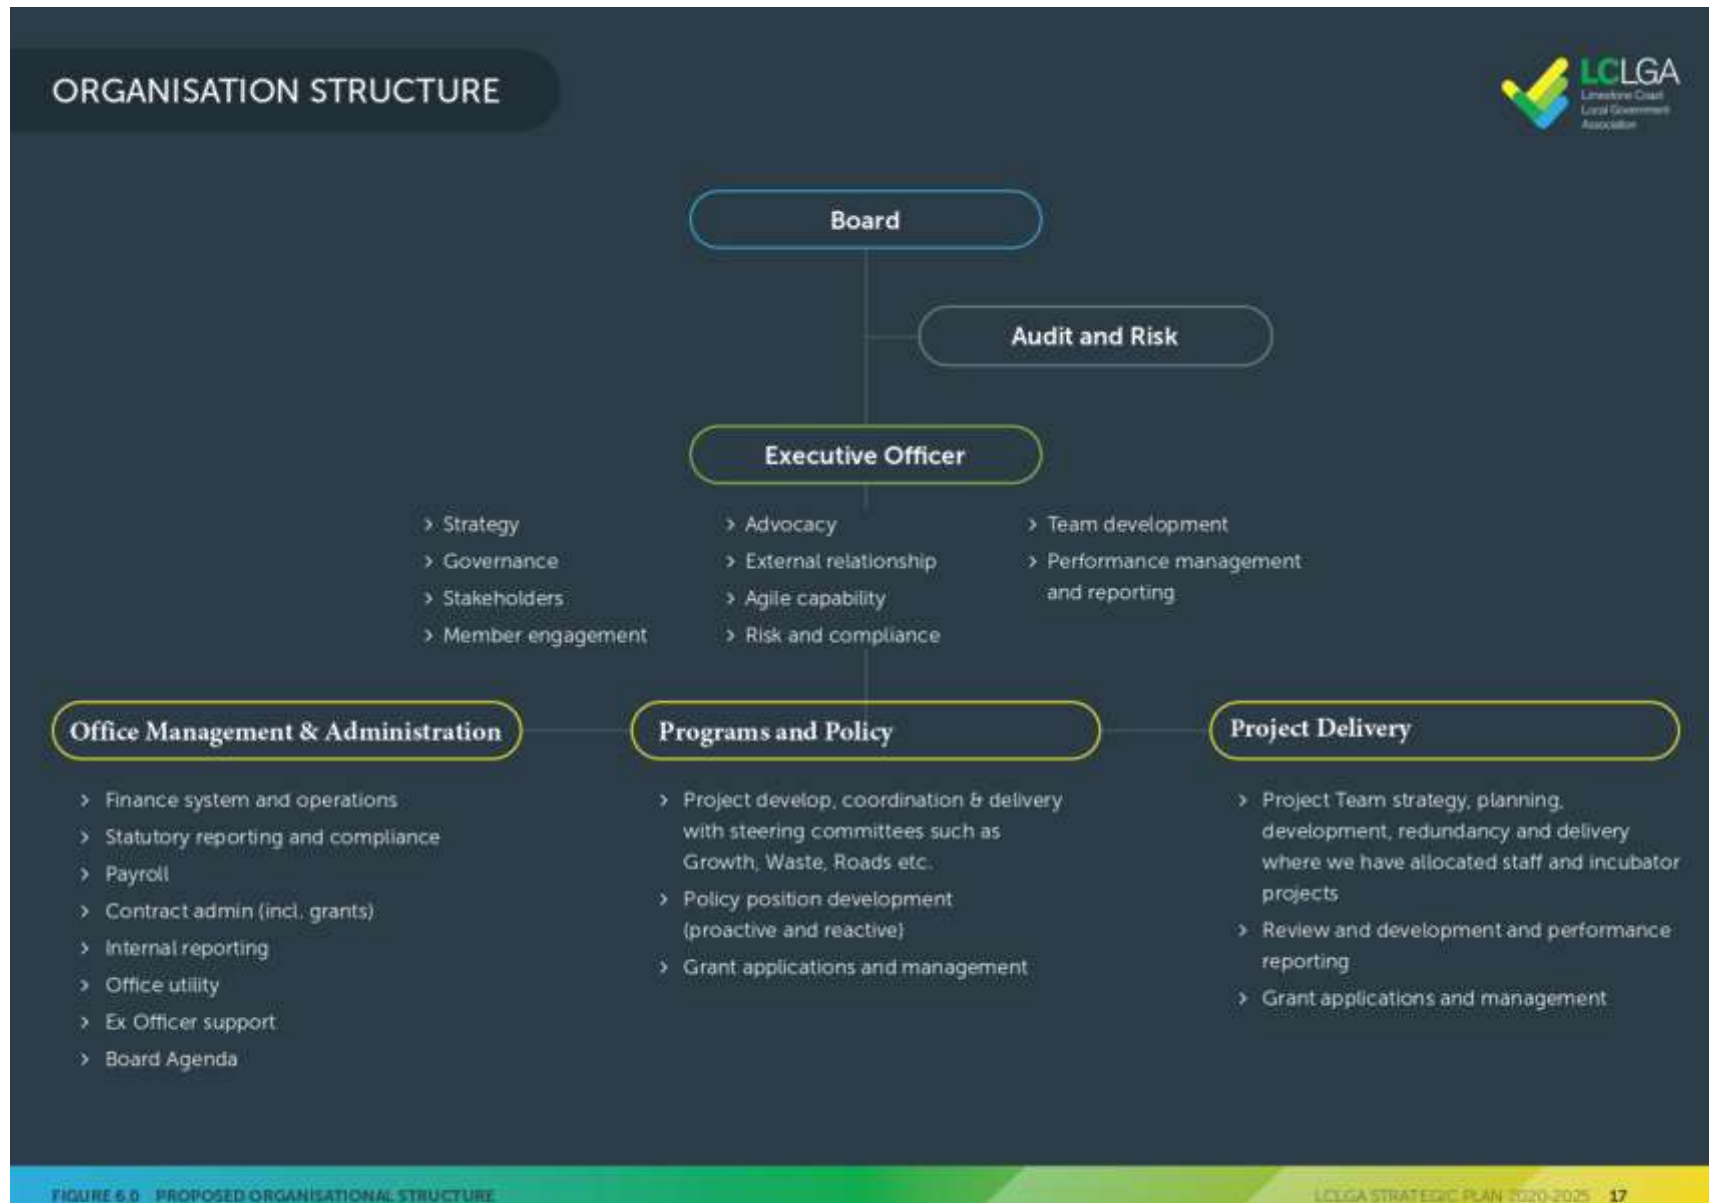 ORGANISATION STRUCTURE
LCLGA
Limestone Coast
Local Government
Association
Board
Audit and Risk
Executive Officer
> Strategy
> Governance
> Stakeholders
> Member engagement
> Advocacy
> External relationship
> Agile capability
> Risk and compliance
> Team development
> Performance management
and reporting
Office Management & Administration
> Finance system and operations
> Statutory reporting and compliance
> Payroll
> Contract admin (incl. grants)
> Internal reporting
> Office utility
> Ex Officer support
> Board Agenda
Programs and Policy
> Project develop, coordination & delivery
with steering committees such as
Growth, Waste, Roads etc.
> Policy position development
(proactive and reactive)
> Grant applications and management
Project Delivery
> Project Team strategy, planning,
development, redundancy and delivery
where we have allocated staff and incubator
projects
> Review and development and performance
reporting
> Grant applications and management
FIGURE 6.0 PROPOSED ORGANISATIONAL STRUCTURE
LCLGA STRATEGIC PLAN 2020-2025 17